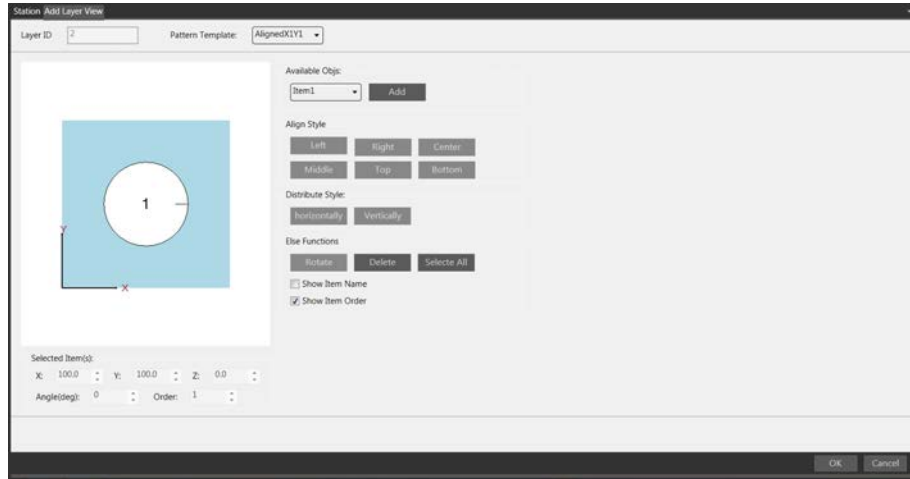 Station Add Layer View
Layer ID 2 Pattern Template: AlignedX1Y1
Available Objs:
Item1 Add
Align Style
Left Right Center
Middle Top Bottom
Distribute Style:
horizontally Vertically
Else Functions
Rotate Delete Selecte All
Show Item Name
Show Item Order
1
Y
X
Selected Item(s):
X: 100.0 Y: 100.0 Z: 0.0
Angle(deg): 0 Order: 1
OK Cancel